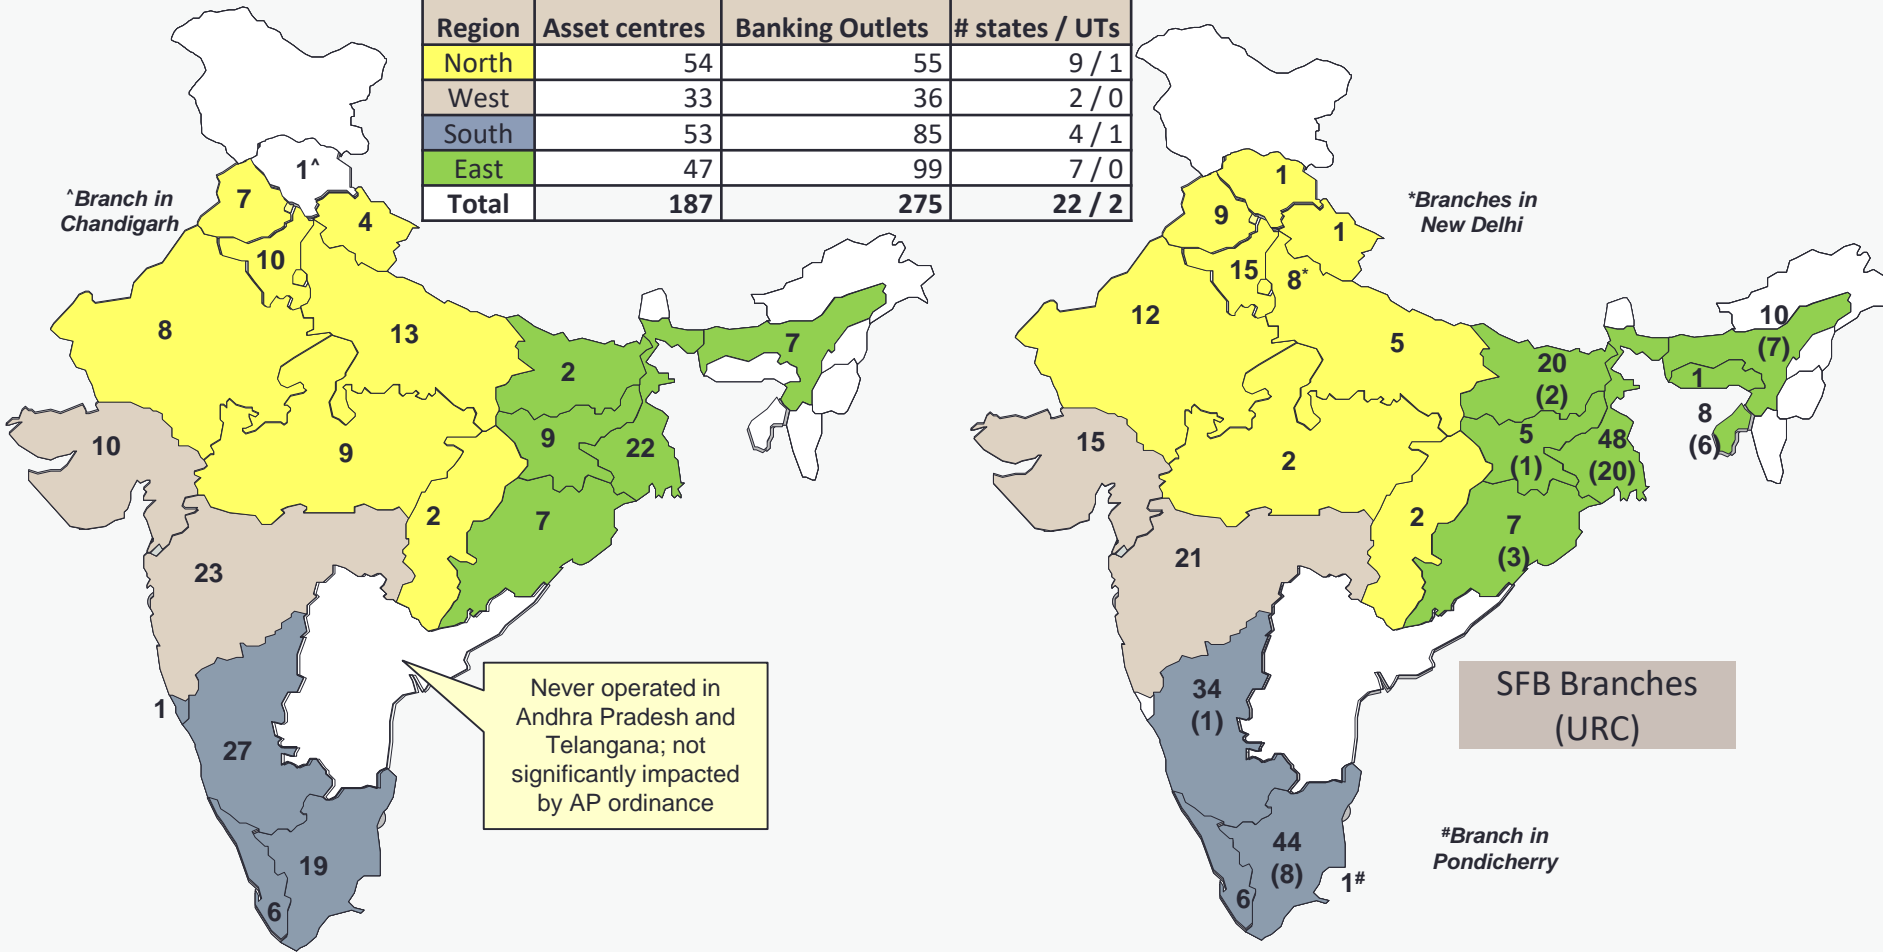 Region Asset centres Banking Outlets # states / UTs
North 54 55 9 / 1
West 33 36 2 / 0
South 53 85 4 / 1
East 47 99 7 / 0
Total 187 275 22 / 2
1^
^Branch in
Chandigarh
7
4
10
8
13
2
7
9
22
10
9
2
7
23
1
27
19
6
Never operated in
Andhra Pradesh and
Telangana; not
significantly impacted
by AP ordinance
*Branches in
New Delhi
1
9
1
15
8*
12
5
10
(7)
20
(2)
1
8
(6)
5
(1)
48
(20)
15
2
2
7
(3)
21
34
(1)
44
(8)
6
1#
SFB Branches
(URC)
#Branch in
Pondicherry